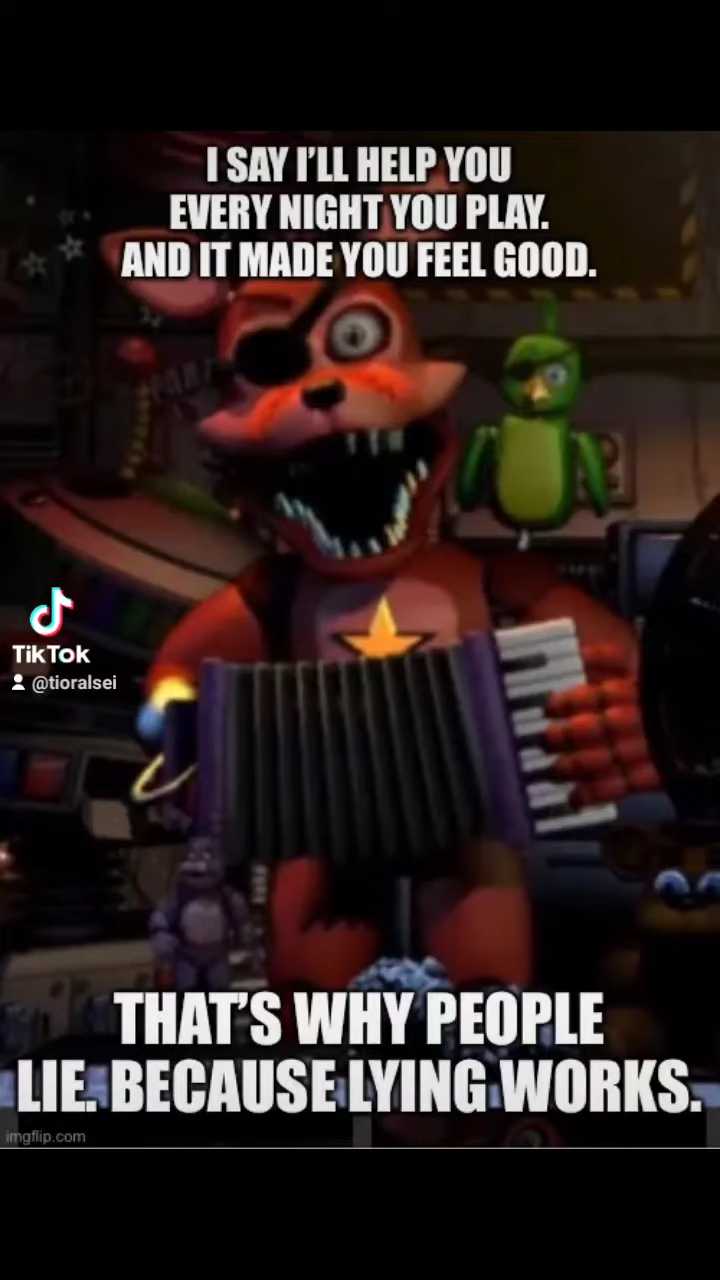 I SAY I'LL HELP YOU
EVERY NIGHT YOU PLAY.
AND IT MADE YOU FEEL GOOD.
TikTok
@tioralsei
THAT'S WHY PEOPLE
LIE. BECAUSE LYING WORKS.
imgflip.com